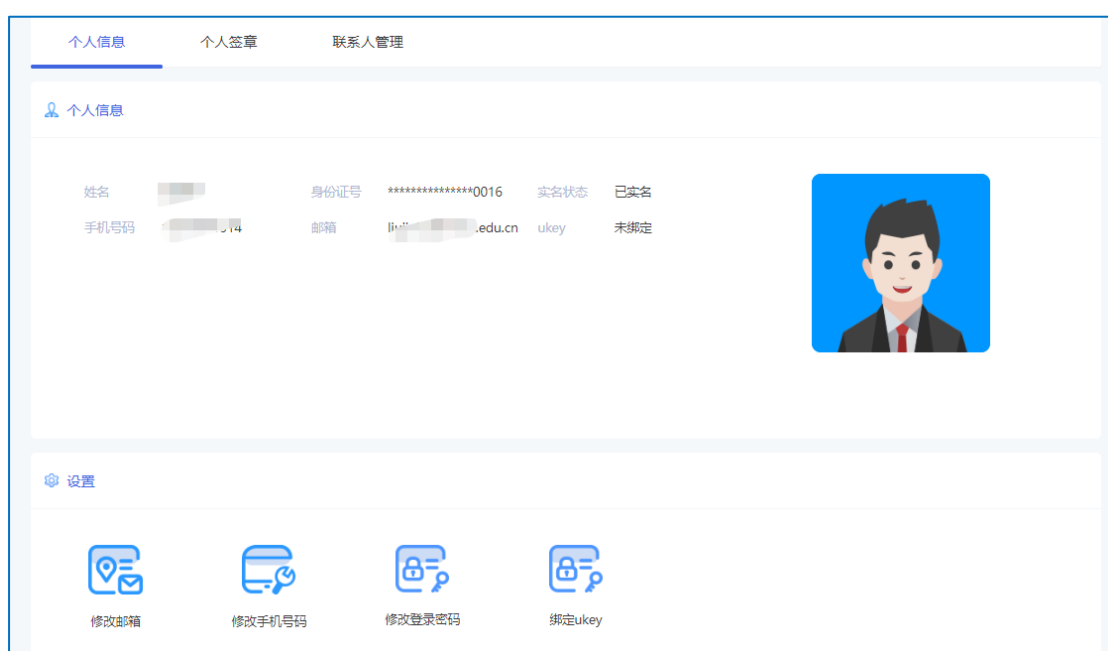 个人信息 个人签章 联系人管理
个人信息
姓名 身份证号 ***************0016 实名状态 已实名
手机号码 邮箱 .edu.cn ukey 未绑定
设置
修改邮箱 修改手机号码 修改登录密码 绑定ukey